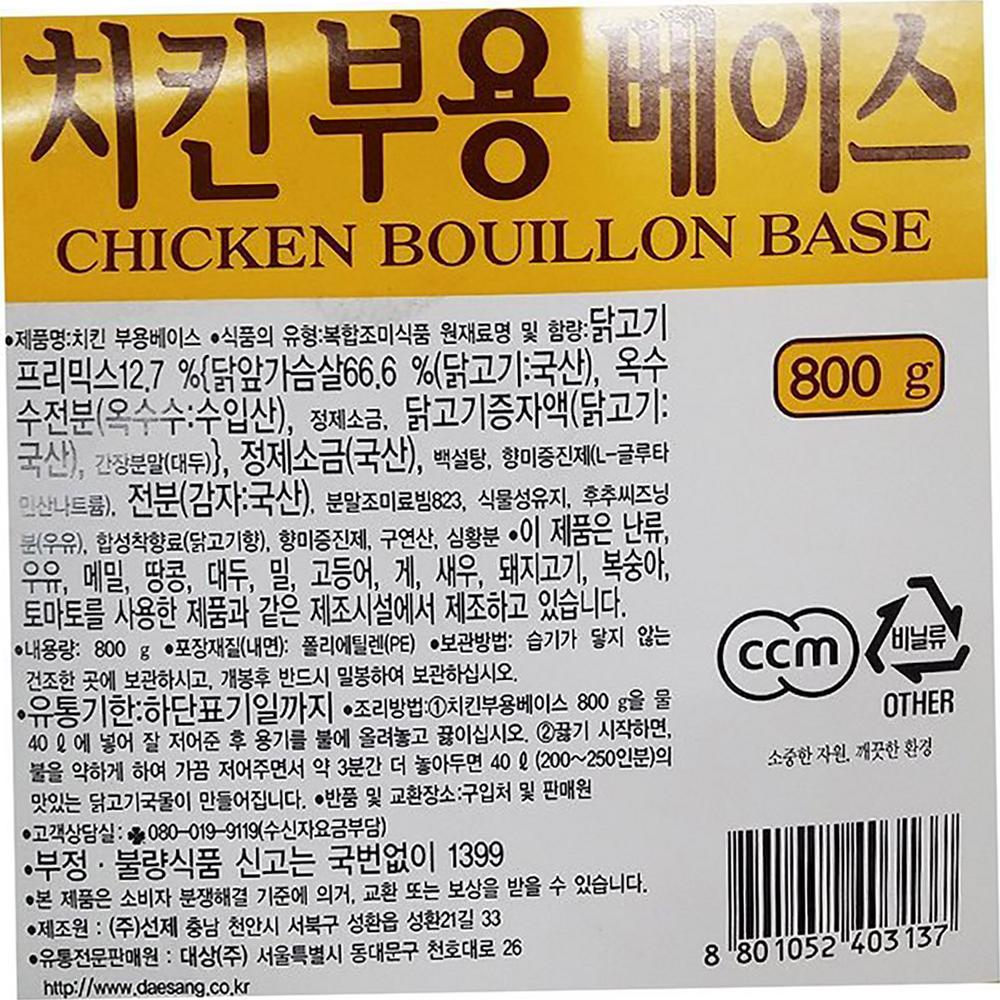 치킨 부용 베이스
CHICKEN BOUILLON BASE
•제품명:치킨 부용베이스 •식품의 유형:복합조미식품 원재료명 및 함량:닭고기
프리믹스12.7 %{닭앞가슴살66.6 %(닭고기:국산), 옥수
수전분(옥수수:수입산), 정제소금, 닭고기증자액(닭고기:
국산), 간장분말(대두)}, 정제소금(국산), 백설탕, 향미증진제(L-글루타
민산나트륨), 전분(감자:국산), 분말조미료빔823, 식물성유지, 후추씨즈닝
분(우유), 합성착향료(닭고기향), 향미증진제, 구연산, 심황분 •이 제품은 난류,
우유, 메밀, 땅콩, 대두, 밀, 고등어, 게, 새우, 돼지고기, 복숭아,
토마토를 사용한 제품과 같은 제조시설에서 제조하고 있습니다.
•내용량: 800 g •포장재질(내면): 폴리에틸렌(PE) •보관방법: 습기가 닿지 않는
건조한 곳에 보관하시고, 개봉후 반드시 밀봉하여 보관하십시오.
•유통기한:하단표기일까지 •조리방법:①치킨부용베이스 800 g을 물
40 ℓ에 넣어 잘 저어준 후 용기를 불에 올려놓고 끓이십시오. ②끓기 시작하면,
불을 약하게 하여 가끔 저어주면서 약 3분간 더 놓아두면 40 ℓ (200~250인분)의
맛있는 닭고기국물이 만들어집니다. •반품 및 교환장소:구입처 및 판매원
•고객상담실: 080-019-9119(수신자요금부담)
•부정·불량식품 신고는 국번없이 1399
•본 제품은 소비자 분쟁해결 기준에 의거, 교환 또는 보상을 받을 수 있습니다.
•제조원 : (주)선제 충남 천안시 서북구 성환읍 성환21길 33
•유통전문판매원 : 대상(주) 서울특별시 동대문구 천호대로 26
http://www.daesang.co.kr
800 g
ccm
비닐류
OTHER
소중한 자원, 깨끗한 환경
8 801052 403137